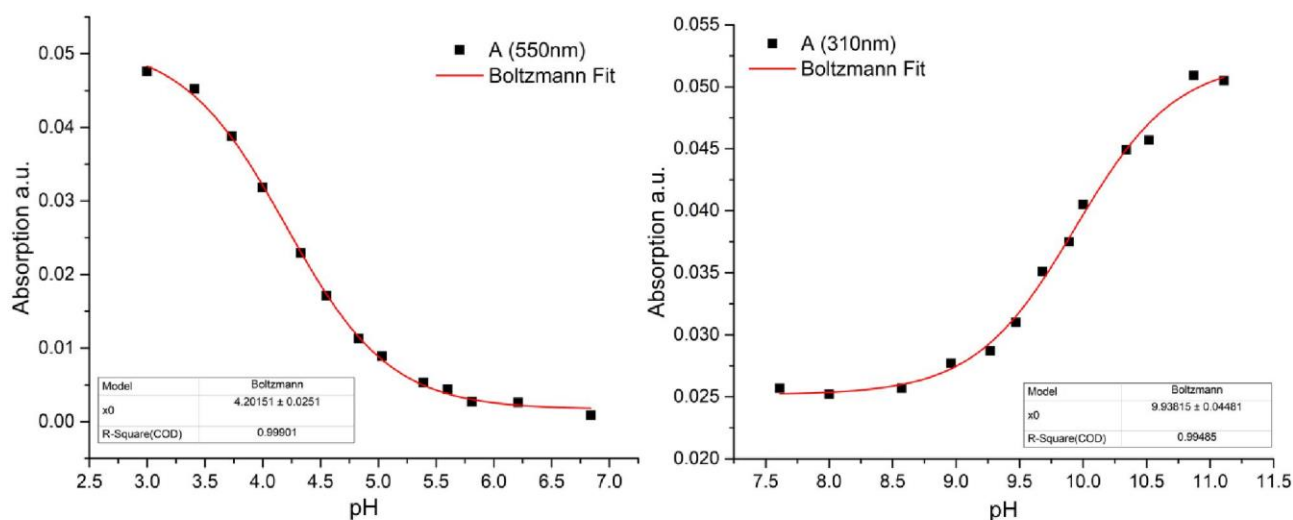 A (550nm)
Boltzmann Fit
Absorption a.u.
0.05
0.04
0.03
0.02
0.01
0.00
Model Boltzmann
x0 4.20151 ± 0.0251
R-Square(COD) 0.99901
2.5 3.0 3.5 4.0 4.5 5.0 5.5 6.0 6.5 7.0
pH
A (310nm)
Boltzmann Fit
Absorption a.u.
0.055
0.050
0.045
0.040
0.035
0.030
0.025
0.020
Model Boltzmann
x0 9.93815 ± 0.04481
R-Square(COD) 0.99485
7.5 8.0 8.5 9.0 9.5 10.0 10.5 11.0 11.5
pH